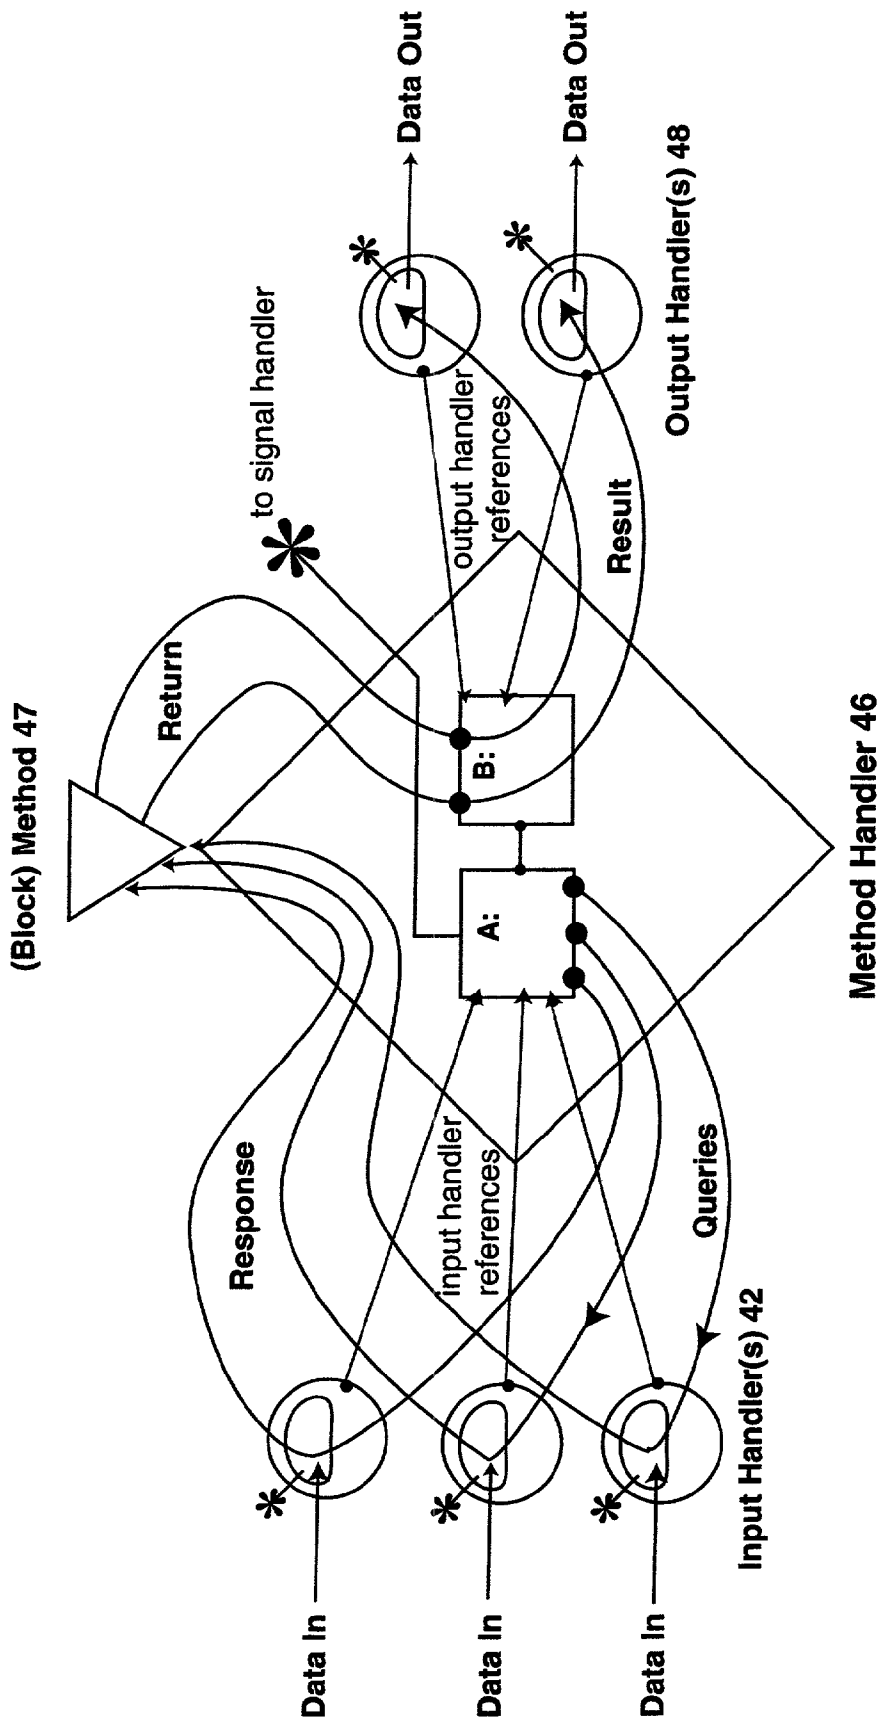 (Block) Method 47
Return
to signal handler
Response
Data In
Data In
Data In
input handler
references
A:
B:
output handler
references
Data Out
Data Out
Queries
Result
Input Handler(s) 42
Output Handler(s) 48
Method Handler 46